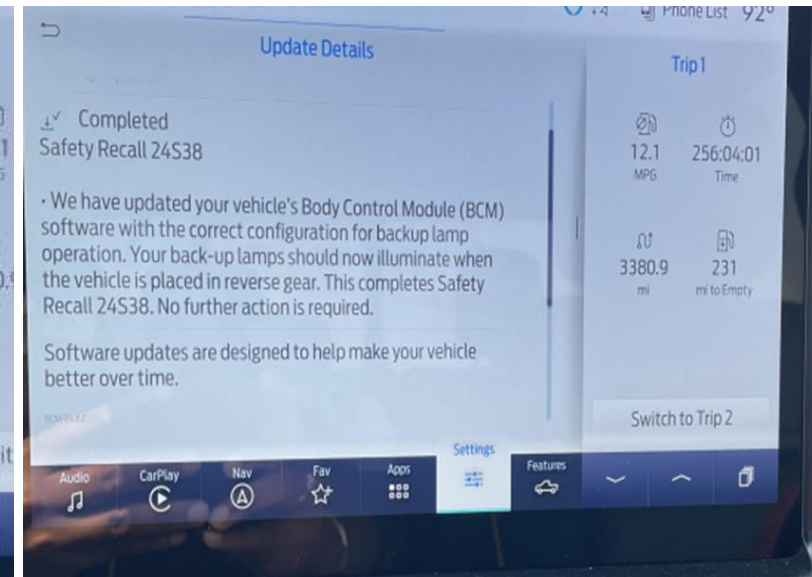 Phone List 92°
Update Details
Completed
Safety Recall 24S38
• We have updated your vehicle's Body Control Module (BCM)
software with the correct configuration for backup lamp
operation. Your back-up lamps should now illuminate when
the vehicle is placed in reverse gear. This completes Safety
Recall 24S38. No further action is required.
Software updates are designed to help make your vehicle
better over time.
Trip 1
12.1
MPG
256:04:01
Time
3380.9
mi
231
mi to Empty
Switch to Trip 2
Audio
CarPlay
Nav
Fav
Apps
Settings
Features